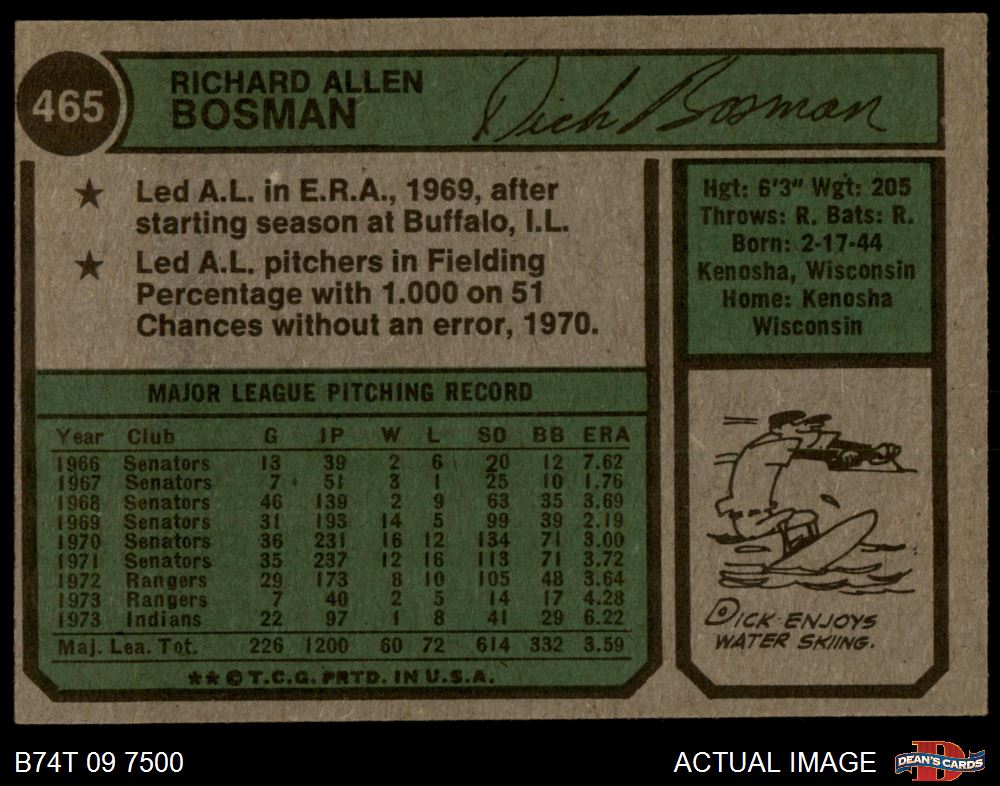 465
RICHARD ALLEN
BOSMAN
Dick Bosman
★ Led A.L. in E.R.A., 1969, after
starting season at Buffalo, I.L.
★ Led A.L. pitchers in Fielding
Percentage with 1.000 on 51
Chances without an error, 1970.
Hgt: 6'3" Wgt: 205
Throws: R. Bats: R.
Born: 2-17-44
Kenosha, Wisconsin
Home: Kenosha
Wisconsin
MAJOR LEAGUE PITCHING RECORD
Year Club G IP W L SO BB ERA
1966 Senators 13 39 2 6 20 12 7.62
1967 Senators 7 51 3 1 25 10 1.76
1968 Senators 46 139 2 9 63 35 3.69
1969 Senators 31 193 14 5 99 39 2.19
1970 Senators 36 231 16 12 134 71 3.00
1971 Senators 35 237 12 16 113 71 3.72
1972 Rangers 29 173 8 10 105 48 3.64
1973 Rangers 7 40 2 5 14 17 4.28
1973 Indians 22 97 1 8 41 29 6.22
Maj. Lea. Tot. 226 1200 60 72 614 332 3.59
★★ © T.C.G. PRTD. IN U.S.A.
DICK ENJOYS
WATER SKIING.
B74T 09 7500
ACTUAL IMAGE
D
DEAN'S CARDS